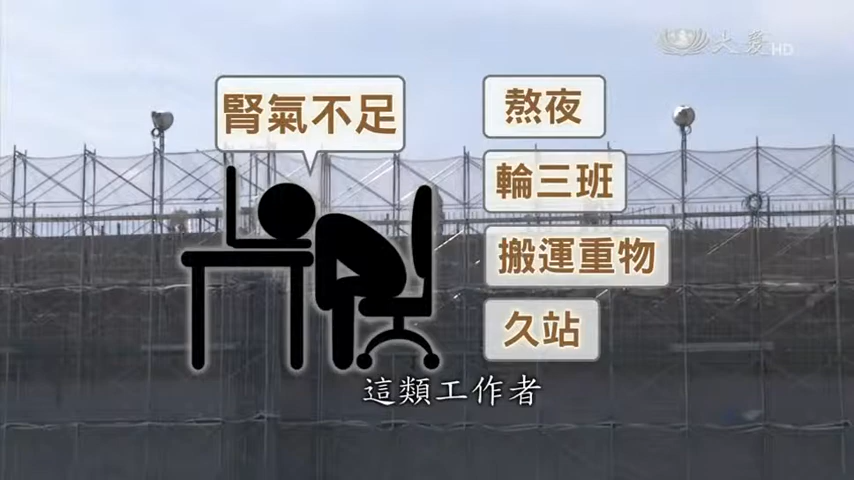 大愛HD
腎氣不足
熬夜
輪三班
搬運重物
久站
這類工作者